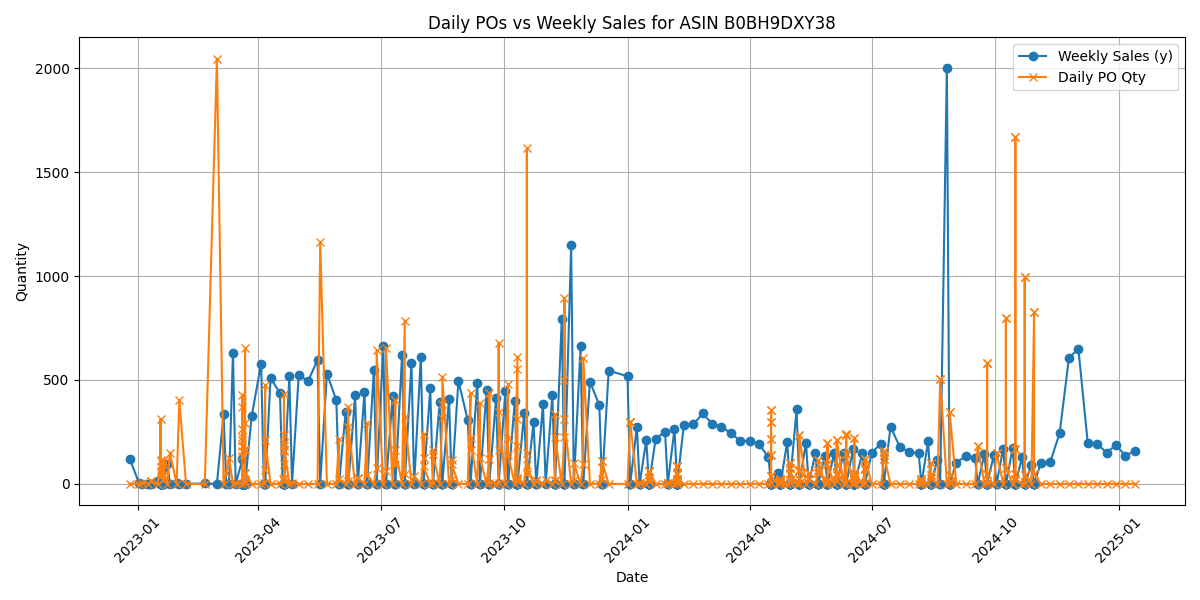 Daily POs vs Weekly Sales for ASIN B0BH9DXY38
Weekly Sales (y)
Daily PO Qty
Quantity
2000
1500
1000
500
0
2023-01
2023-04
2023-07
2023-10
2024-01
2024-04
2024-07
2024-10
2025-01
Date